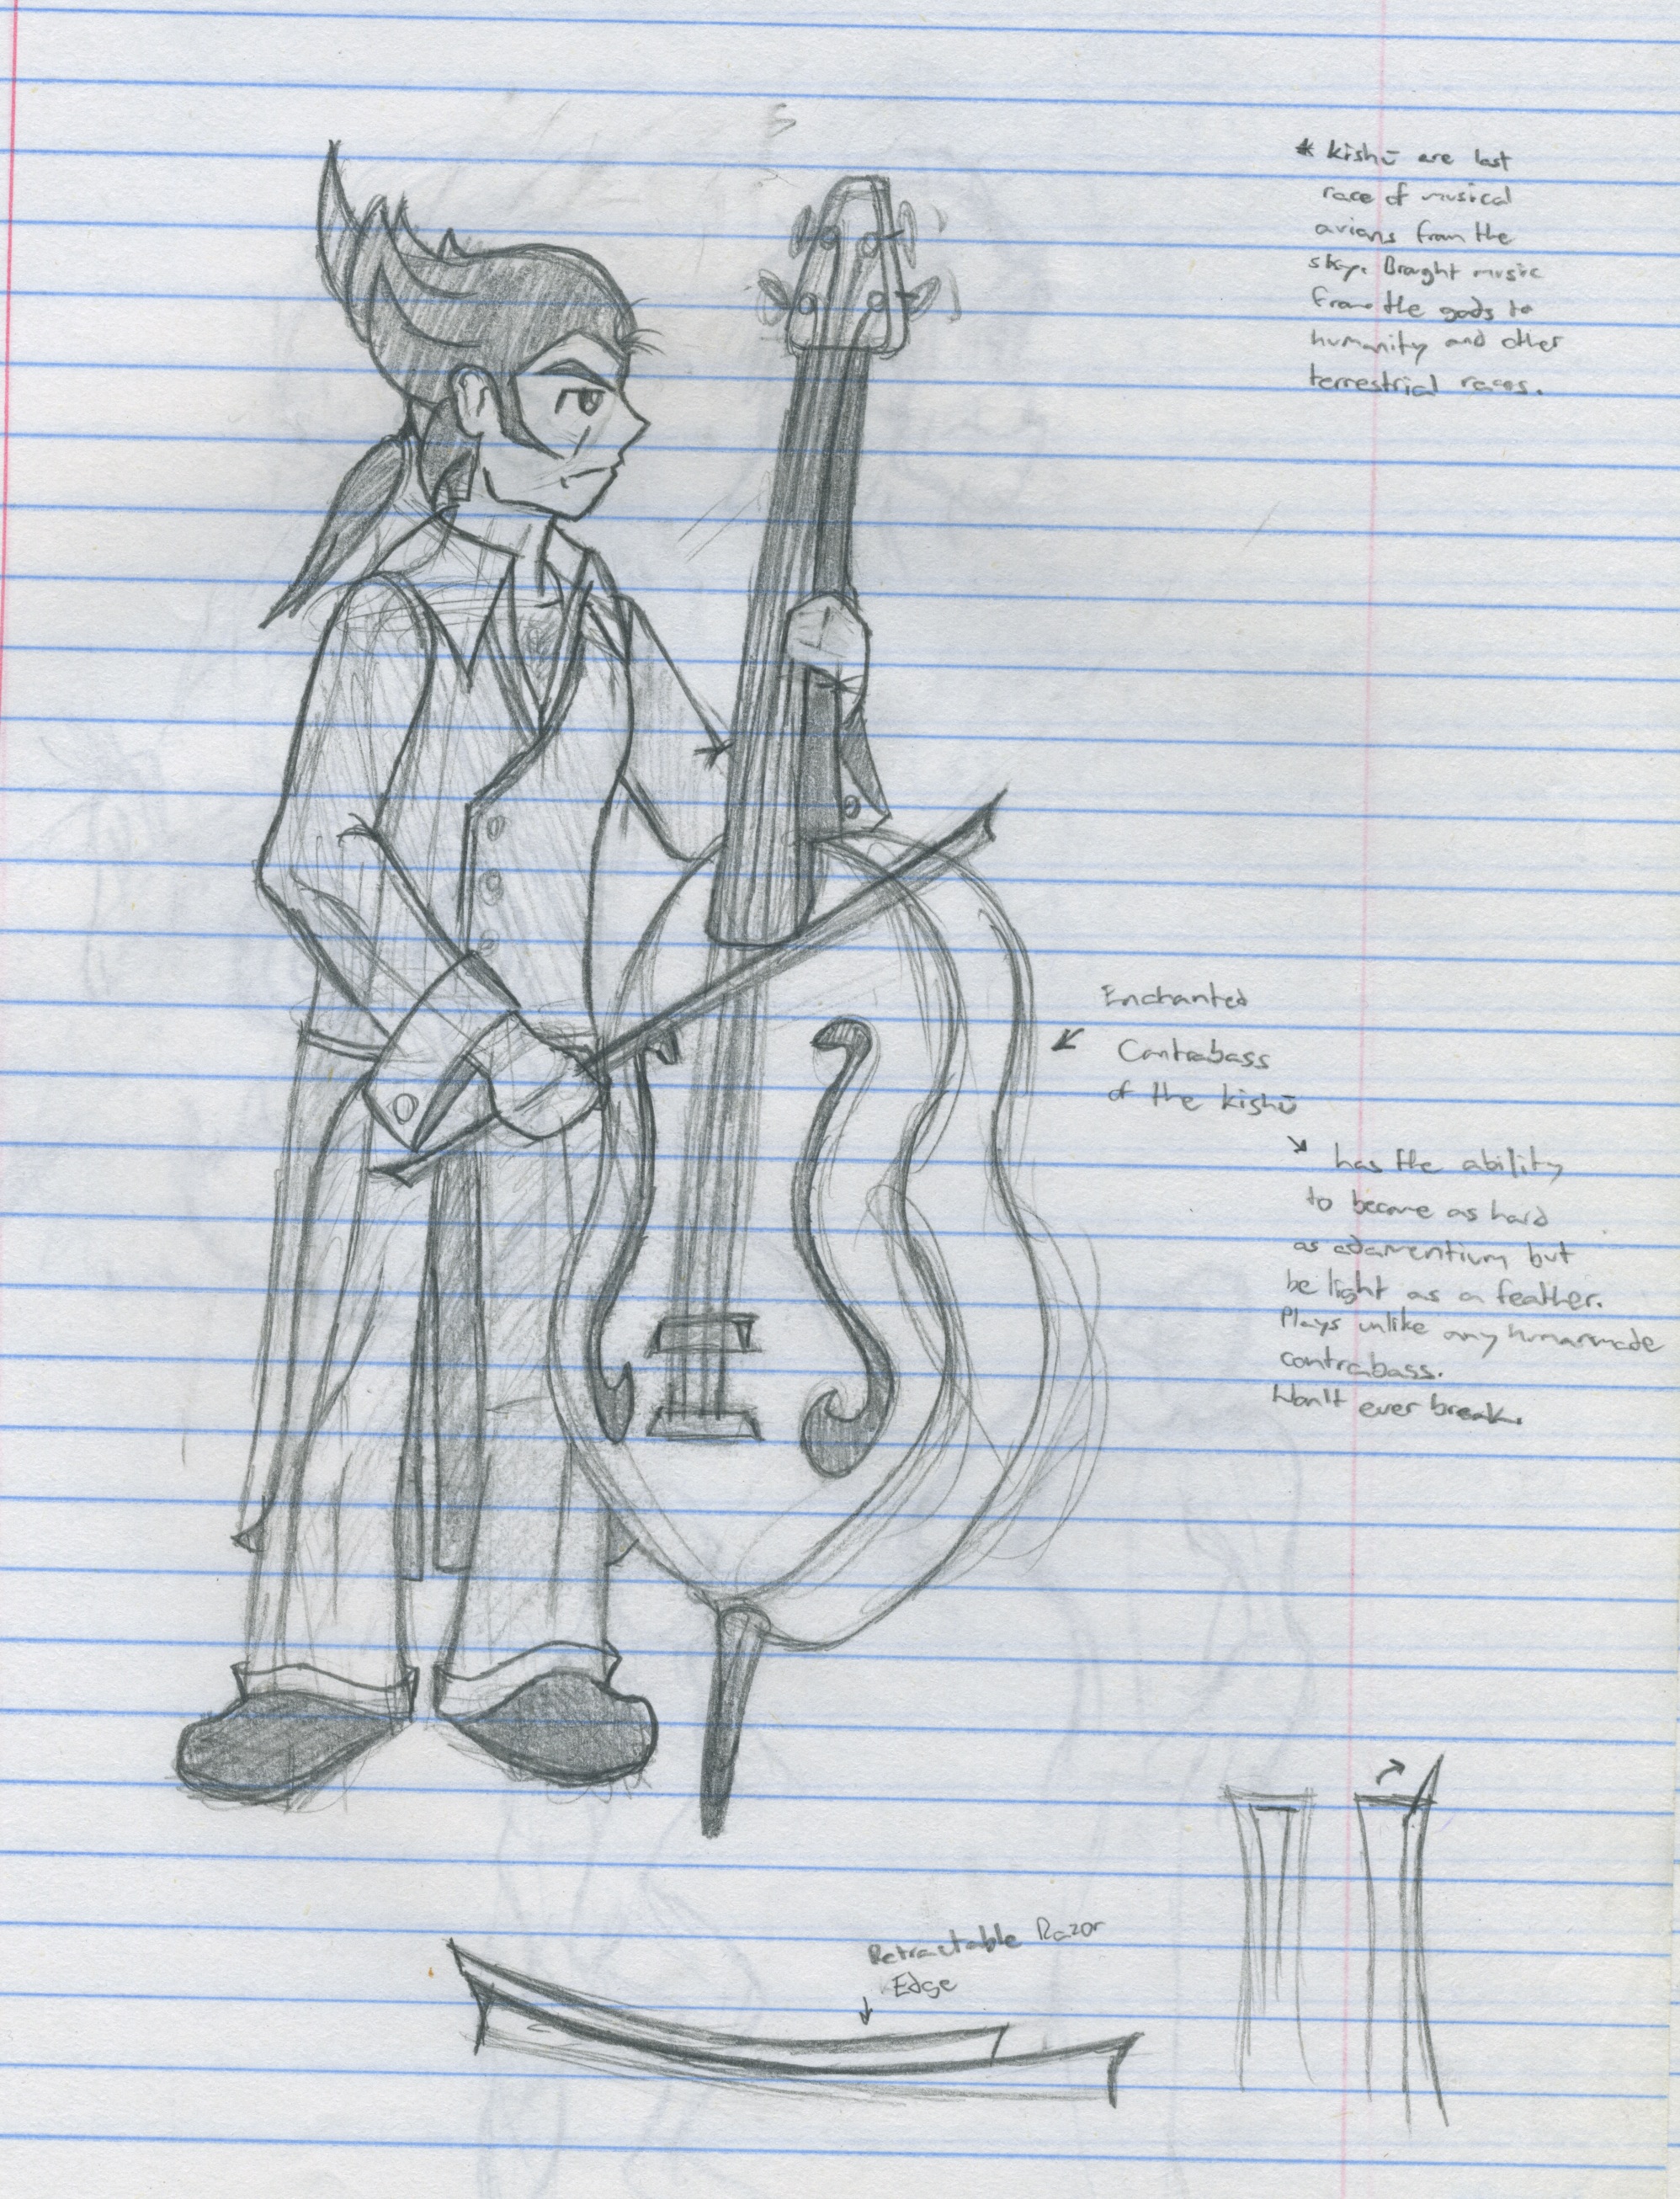 * kishū are last
race of musical
avians from the
sky. Brought music
from the gods to
humanity and other
terrestrial races.
Enchanted
Contrabass
of the kishū
has the ability
to become as hard
as adamentium but
be light as a feather.
Plays unlike any humanmade
contrabass.
Won't ever break.
Retractable Razor
Edge